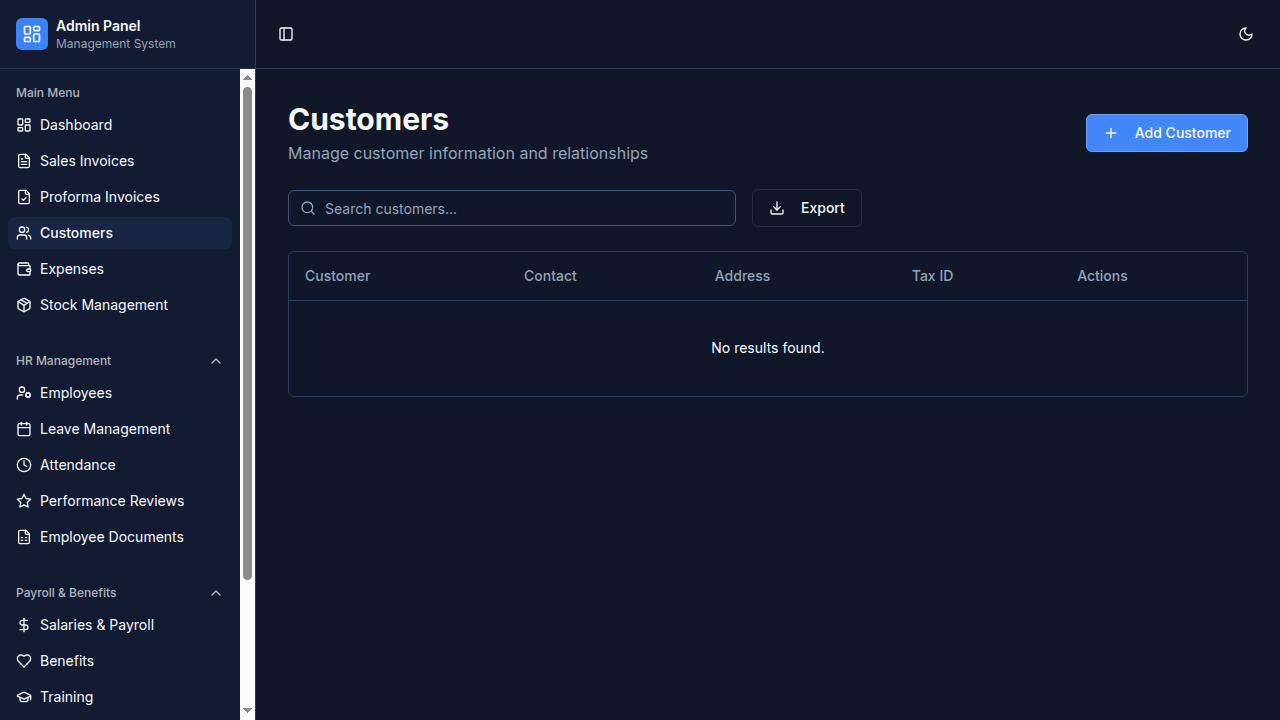 Admin Panel
Management System
Main Menu
Dashboard
Sales Invoices
Proforma Invoices
Customers
Expenses
Stock Management
HR Management
Employees
Leave Management
Attendance
Performance Reviews
Employee Documents
Payroll & Benefits
Salaries & Payroll
Benefits
Training
Customers
Manage customer information and relationships
Add Customer
Search customers...
Export
Customer Contact Address Tax ID Actions
No results found.